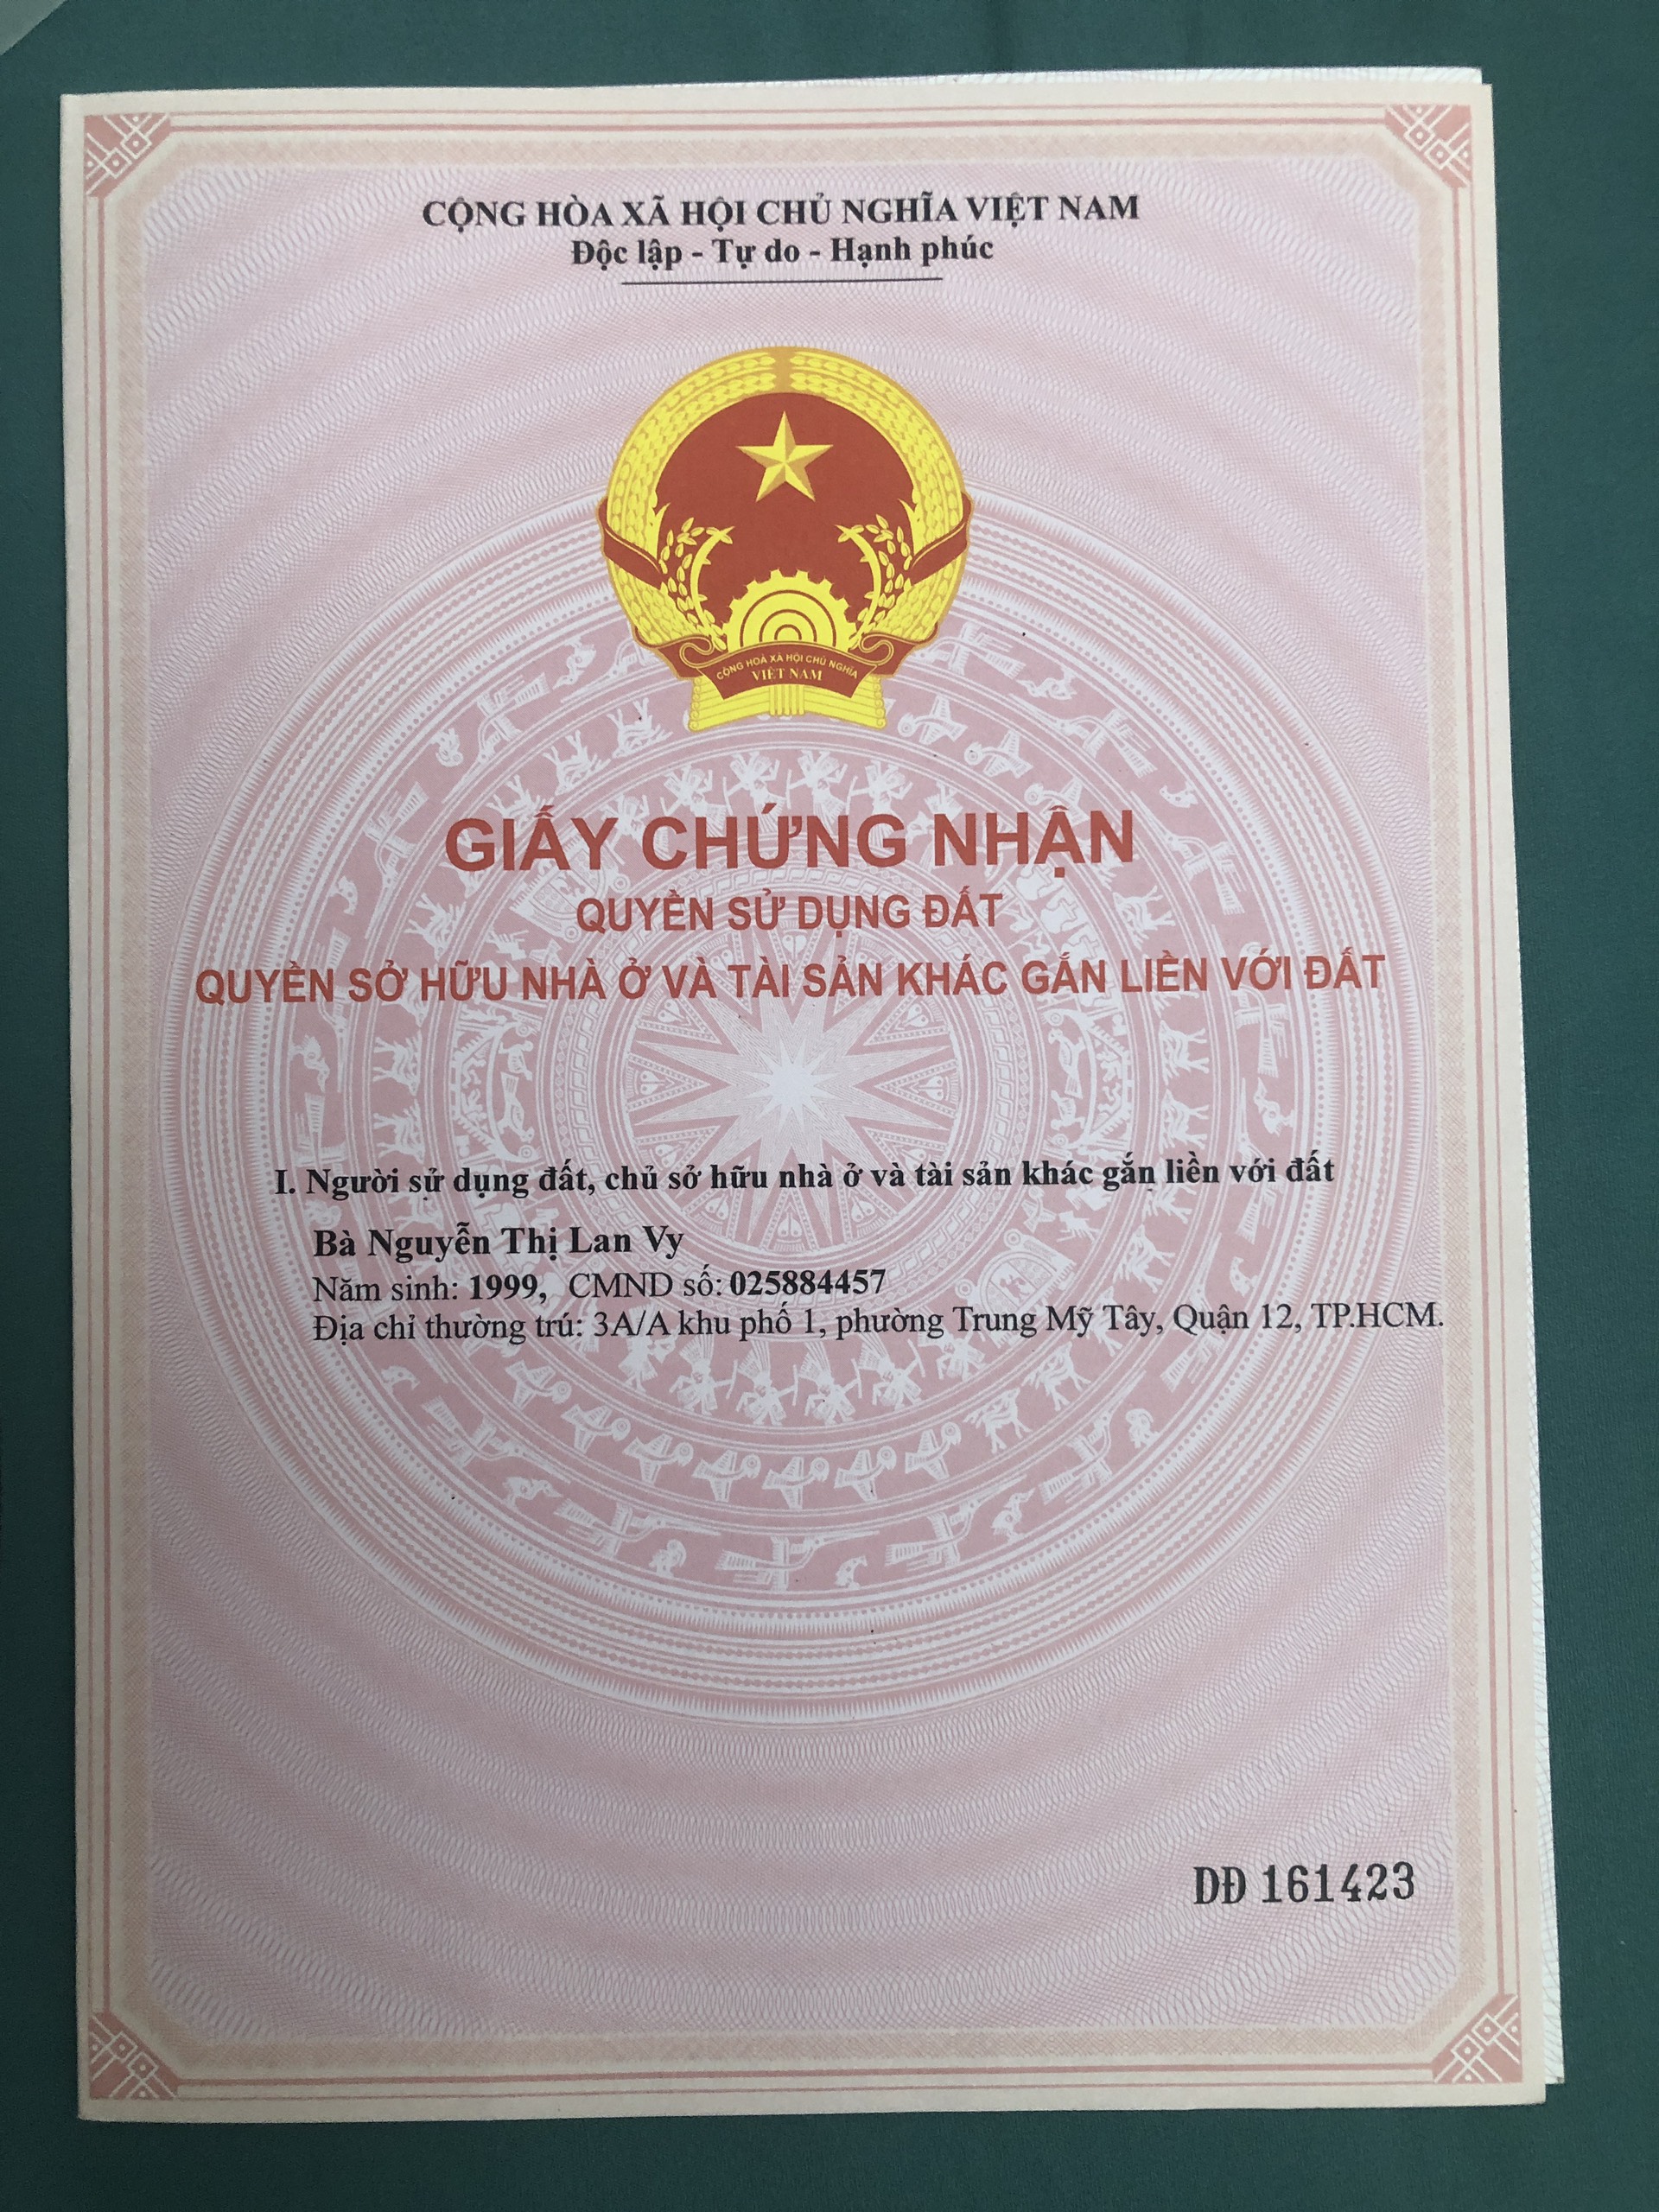 CỘNG HÒA XÃ HỘI CHỦ NGHĨA VIỆT NAM
Độc lập - Tự do - Hạnh phúc
CỘNG HOÀ XÃ HỘI CHỦ NGHĨA
VIỆT NAM
GIẤY CHỨNG NHẬN
QUYỀN SỬ DỤNG ĐẤT
QUYỀN SỞ HỮU NHÀ Ở VÀ TÀI SẢN KHÁC GẮN LIỀN VỚI ĐẤT
I. Người sử dụng đất, chủ sở hữu nhà ở và tài sản khác gắn liền với đất
Bà Nguyễn Thị Lan Vy
Năm sinh: 1999, CMND số: 025884457
Địa chỉ thường trú: 3A/A khu phố 1, phường Trung Mỹ Tây, Quận 12, TP.HCM.
DĐ 161423